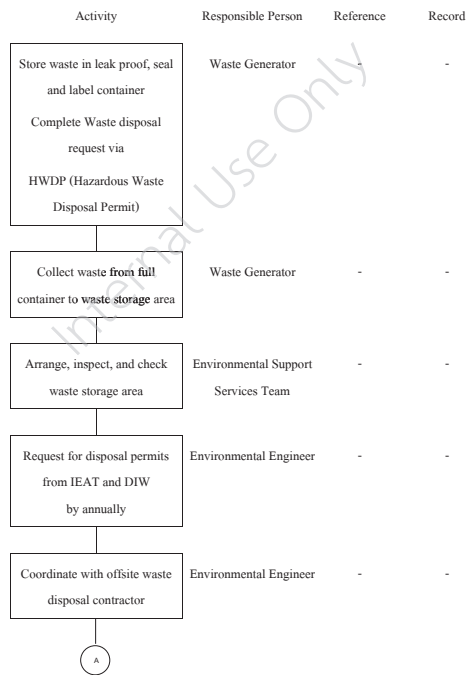 Activity Responsible Person Reference Record
Store waste in leak proof, seal Waste Generator - -
and label container
Complete Waste disposal
request via
HWDP (Hazardous Waste
Disposal Permit)
Collect waste from full Waste Generator - -
container to waste storage area
Arrange, inspect, and check Environmental Support - -
waste storage area Services Team
Request for disposal permits Environmental Engineer - -
from IEAT and DIW
by annually
Coordinate with offsite waste Environmental Engineer - -
disposal contractor
A
Internal Use Only